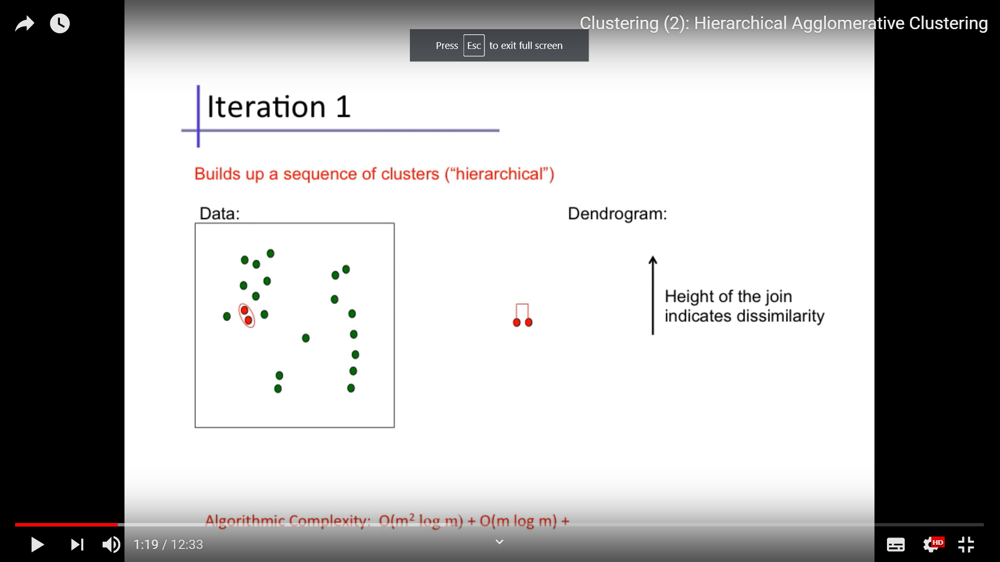 Clustering (2): Hierarchical Agglomerative Clustering
Press Esc to exit full screen
Iteration 1
Builds up a sequence of clusters (“hierarchical”)
Data:
Dendrogram:
Height of the join
indicates dissimilarity
Algorithmic Complexity: O(m² log m) + O(m log m) +
1:19 / 12:33
HD